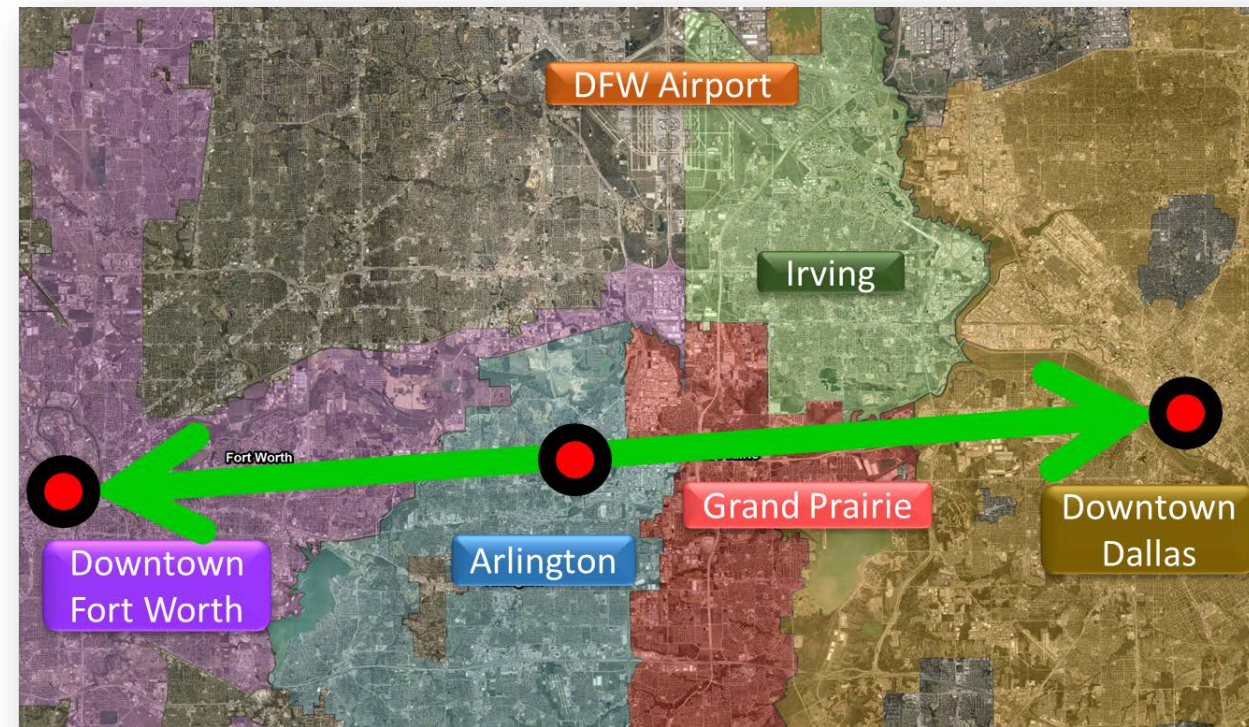 DFW Airport
Irving
Fort Worth
Grand Prairie
Downtown
Dallas
Arlington
Downtown
Fort Worth